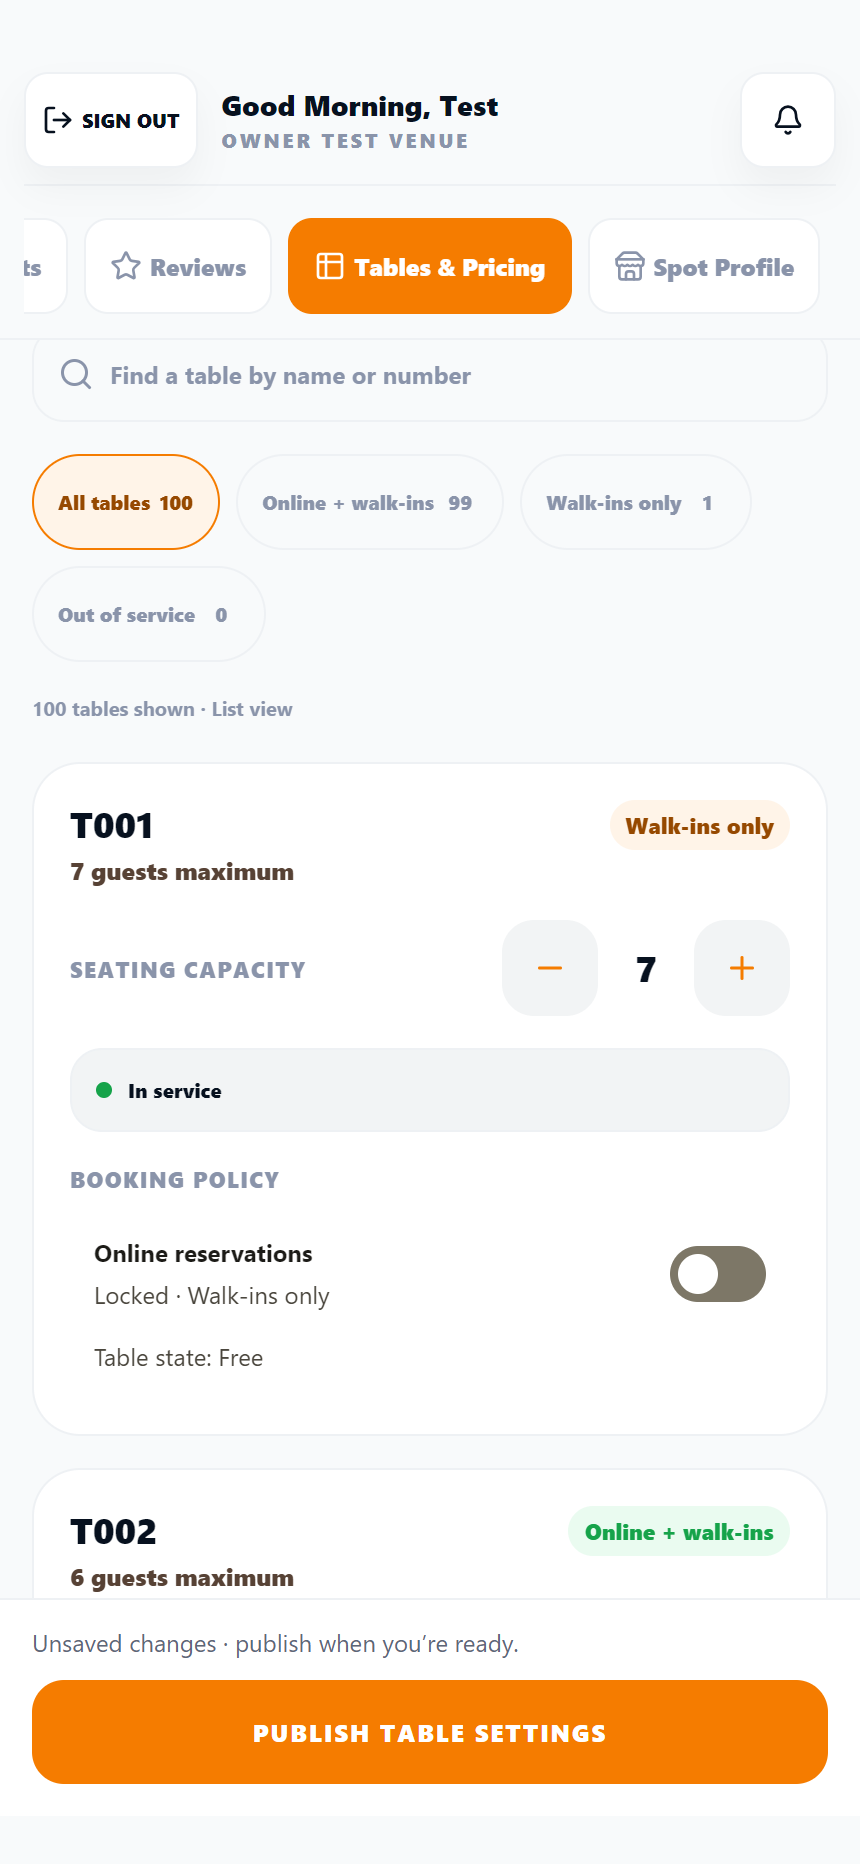 SIGN OUT
Good Morning, Test
OWNER TEST VENUE
ts
Reviews
Tables & Pricing
Spot Profile
Find a table by name or number
All tables 100
Online + walk-ins 99
Walk-ins only 1
Out of service 0
100 tables shown · List view
T001
Walk-ins only
7 guests maximum
SEATING CAPACITY
7
In service
BOOKING POLICY
Online reservations
Locked · Walk-ins only
Table state: Free
T002
Online + walk-ins
6 guests maximum
Unsaved changes · publish when you’re ready.
PUBLISH TABLE SETTINGS